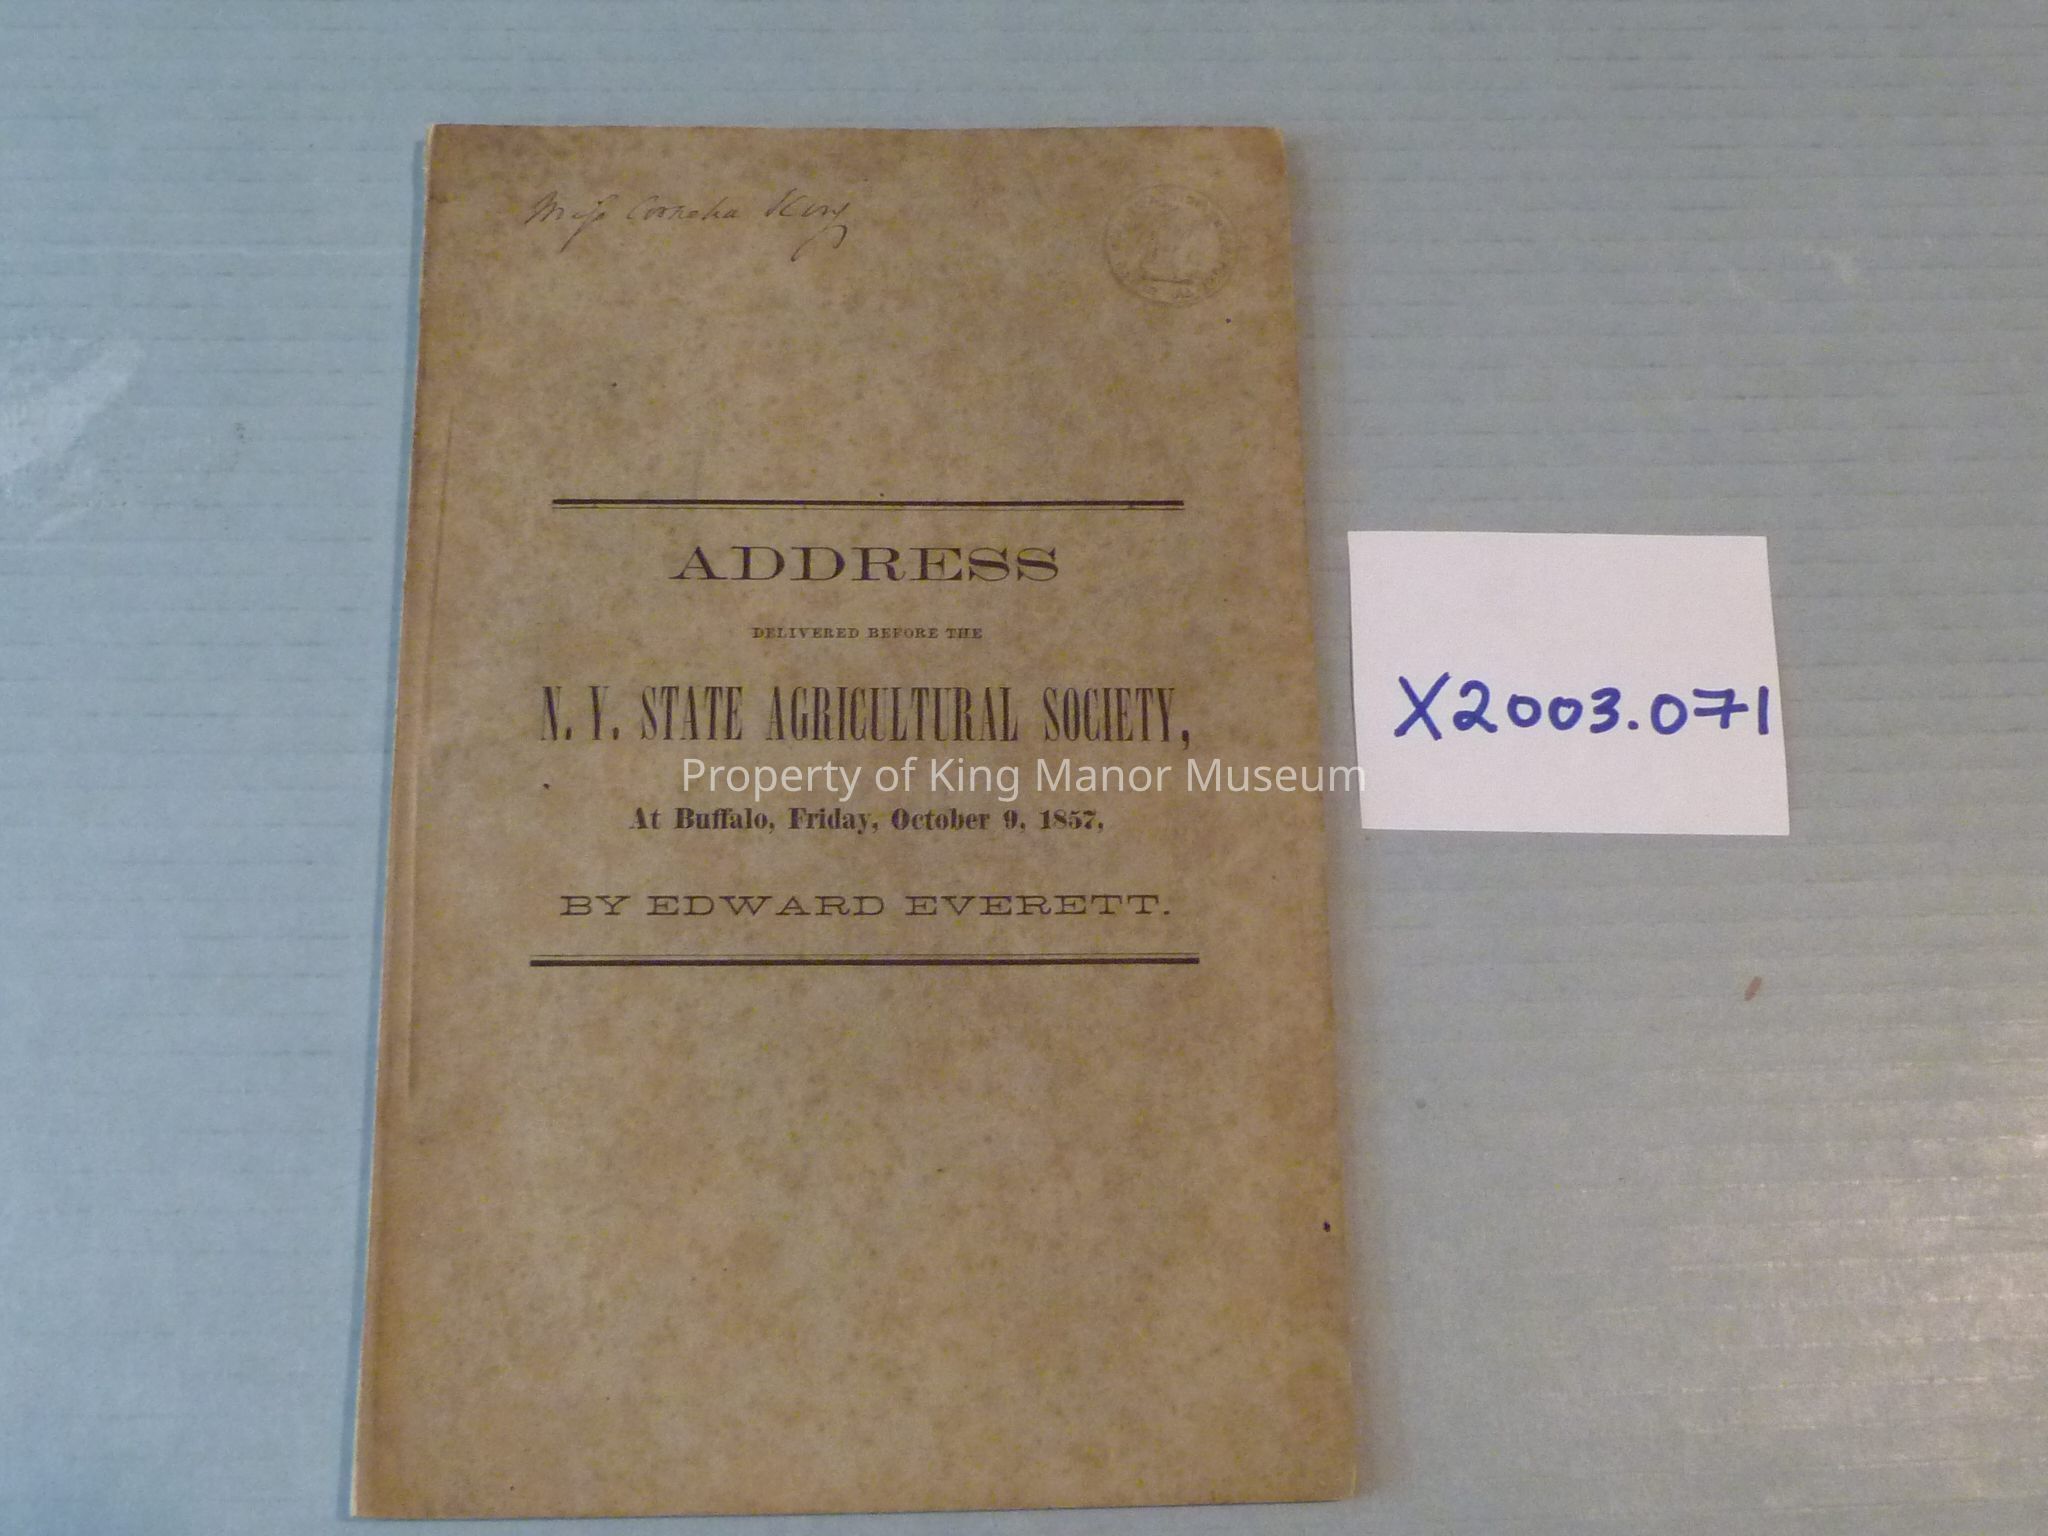 Miss Cornelia King
ADDRESS
DELIVERED BEFORE THE
N. Y. STATE AGRICULTURAL SOCIETY,
Property of King Manor Museum
At Buffalo, Friday, October 9, 1857,
BY EDWARD EVERETT.
X2003.071